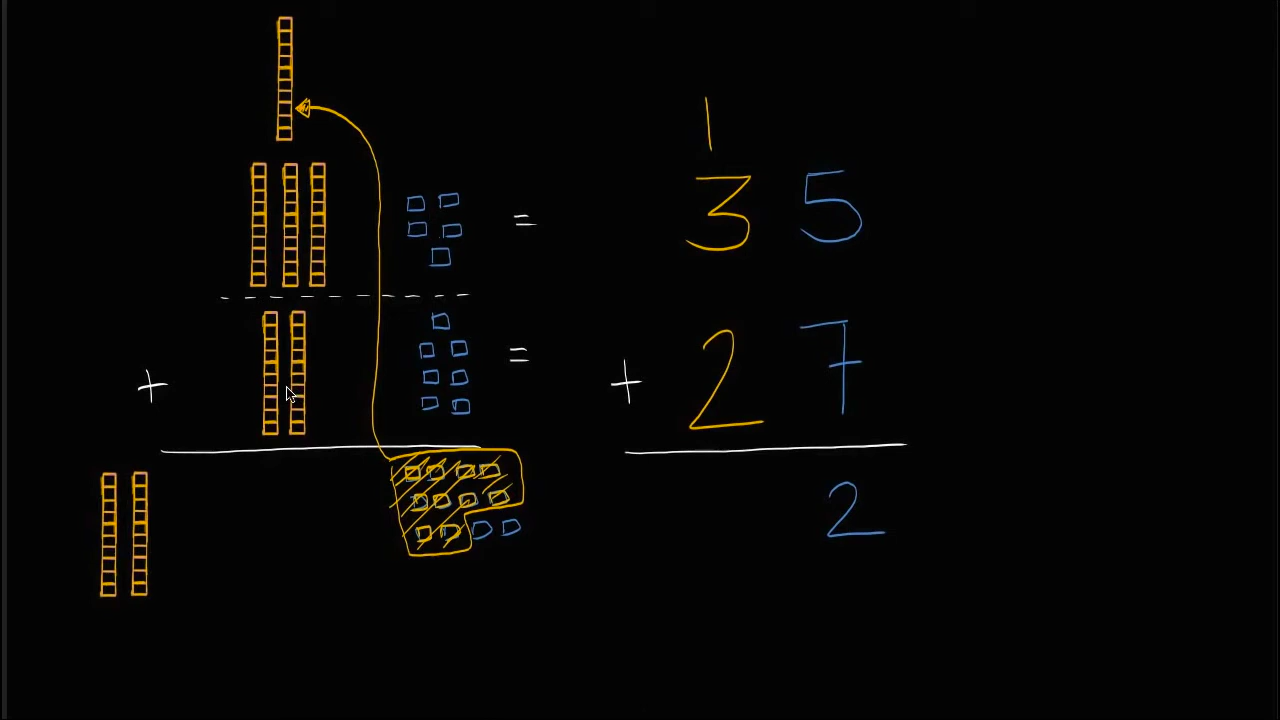 1
= 3 5
+ = + 2 7
2